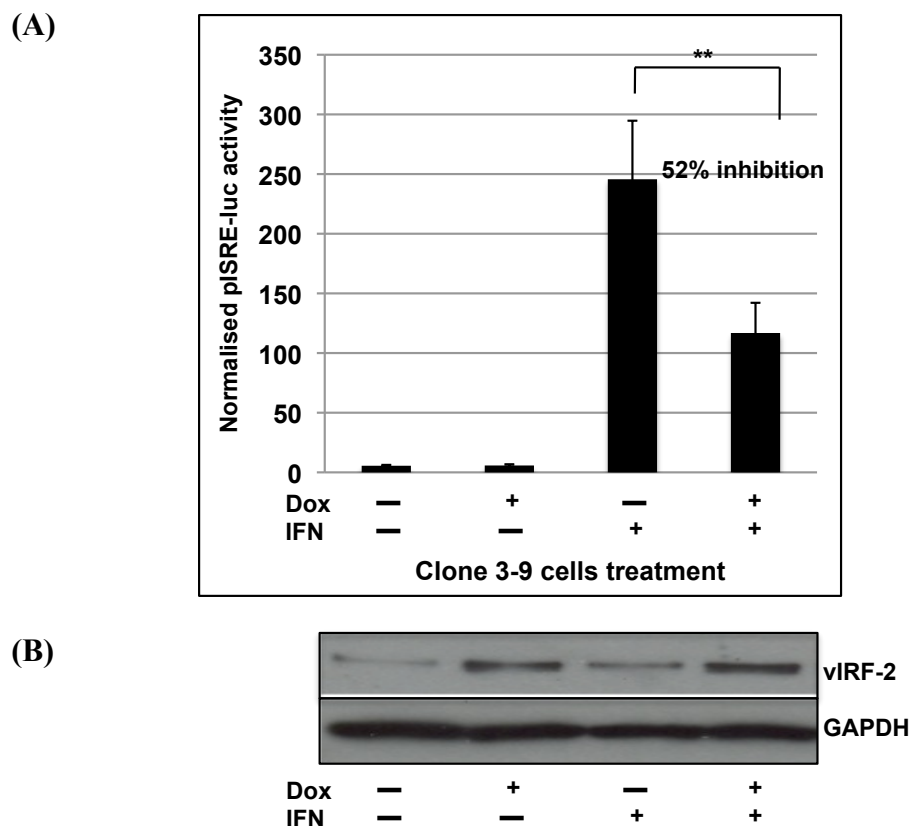 (A)
Normalised pISRE-luc activity
350
300
250
200
150
100
50
0
**
52% inhibition
Dox — + — +
IFN — — + +
Clone 3-9 cells treatment
(B)
vIRF-2
GAPDH
Dox — + — +
IFN — — + +